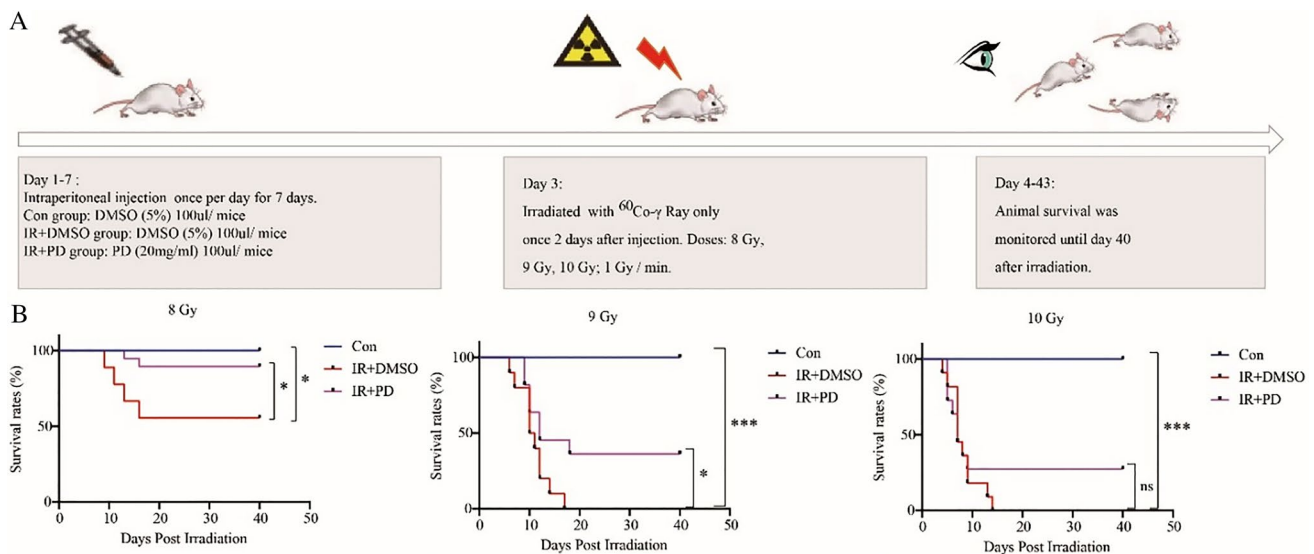 A
Day 1-7 :
Intraperitoneal injection once per day for 7 days.
Con group: DMSO (5%) 100ul/ mice
IR+DMSO group: DMSO (5%) 100ul/ mice
IR+PD group: PD (20mg/ml) 100ul/ mice
Day 3:
Irradiated with 60Co-γ Ray only
once 2 days after injection. Doses: 8 Gy,
9 Gy, 10 Gy; 1 Gy / min.
Day 4-43:
Animal survival was
monitored until day 40
after irradiation.
B
8 Gy
Survival rates (%)
100
50
0
0 10 20 30 40 50
Days Post Irradiation
Con
IR+DMSO
IR+PD
*
*
9 Gy
Survival rates (%)
100
50
0
0 10 20 30 40 50
Days Post Irradiation
Con
IR+DMSO
IR+PD
*
***
10 Gy
Survival rates (%)
100
50
0
0 10 20 30 40 50
Days Post Irradiation
Con
IR+DMSO
IR+PD
ns
***